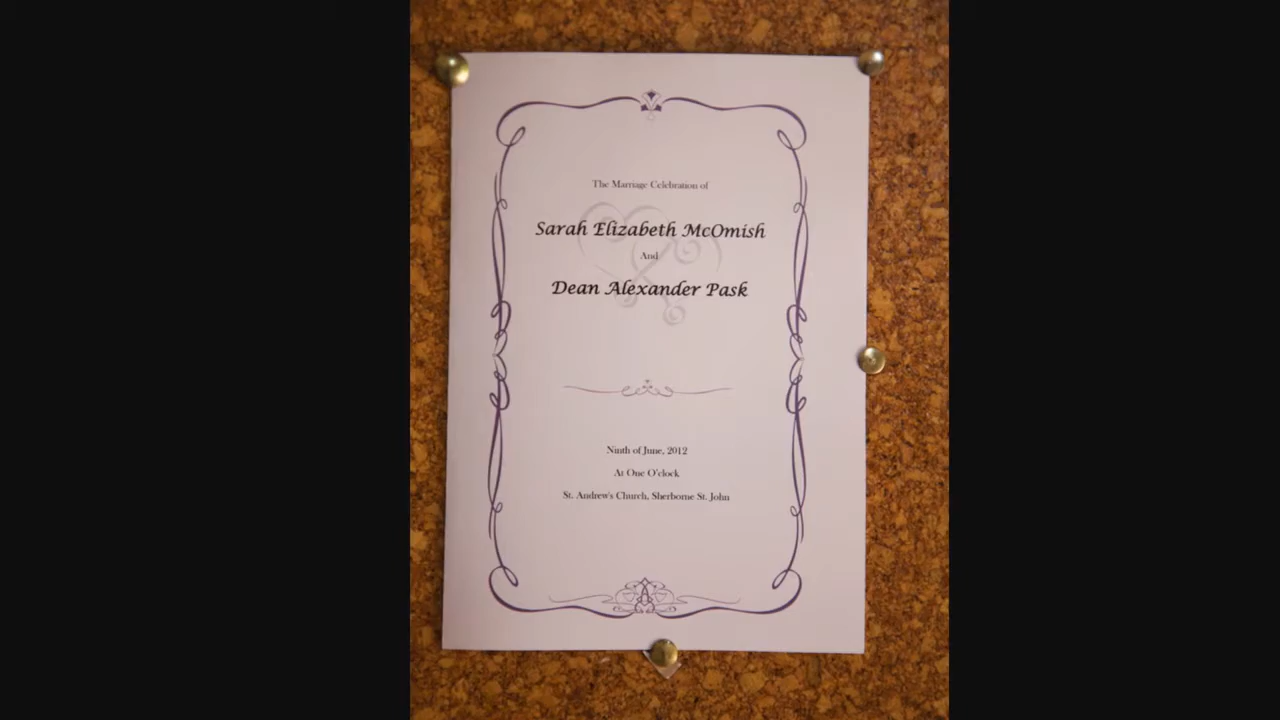 The Marriage Celebration of
Sarah Elizabeth McOmish
And
Dean Alexander Pask
Ninth of June, 2012
At One O'clock
St. Andrew's Church, Sherborne St. John